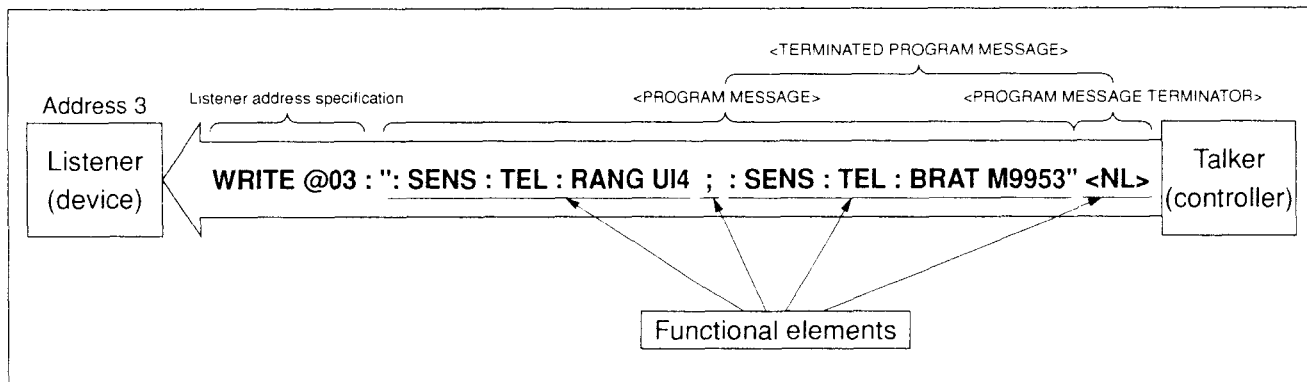 <TERMINATED PROGRAM MESSAGE>
Address 3
Listener address specification
<PROGRAM MESSAGE>
<PROGRAM MESSAGE TERMINATOR>
Listener
(device)
WRITE @03 : ": SENS : TEL : RANG UI4 ; : SENS : TEL : BRAT M9953" <NL>
Talker
(controller)
Functional elements